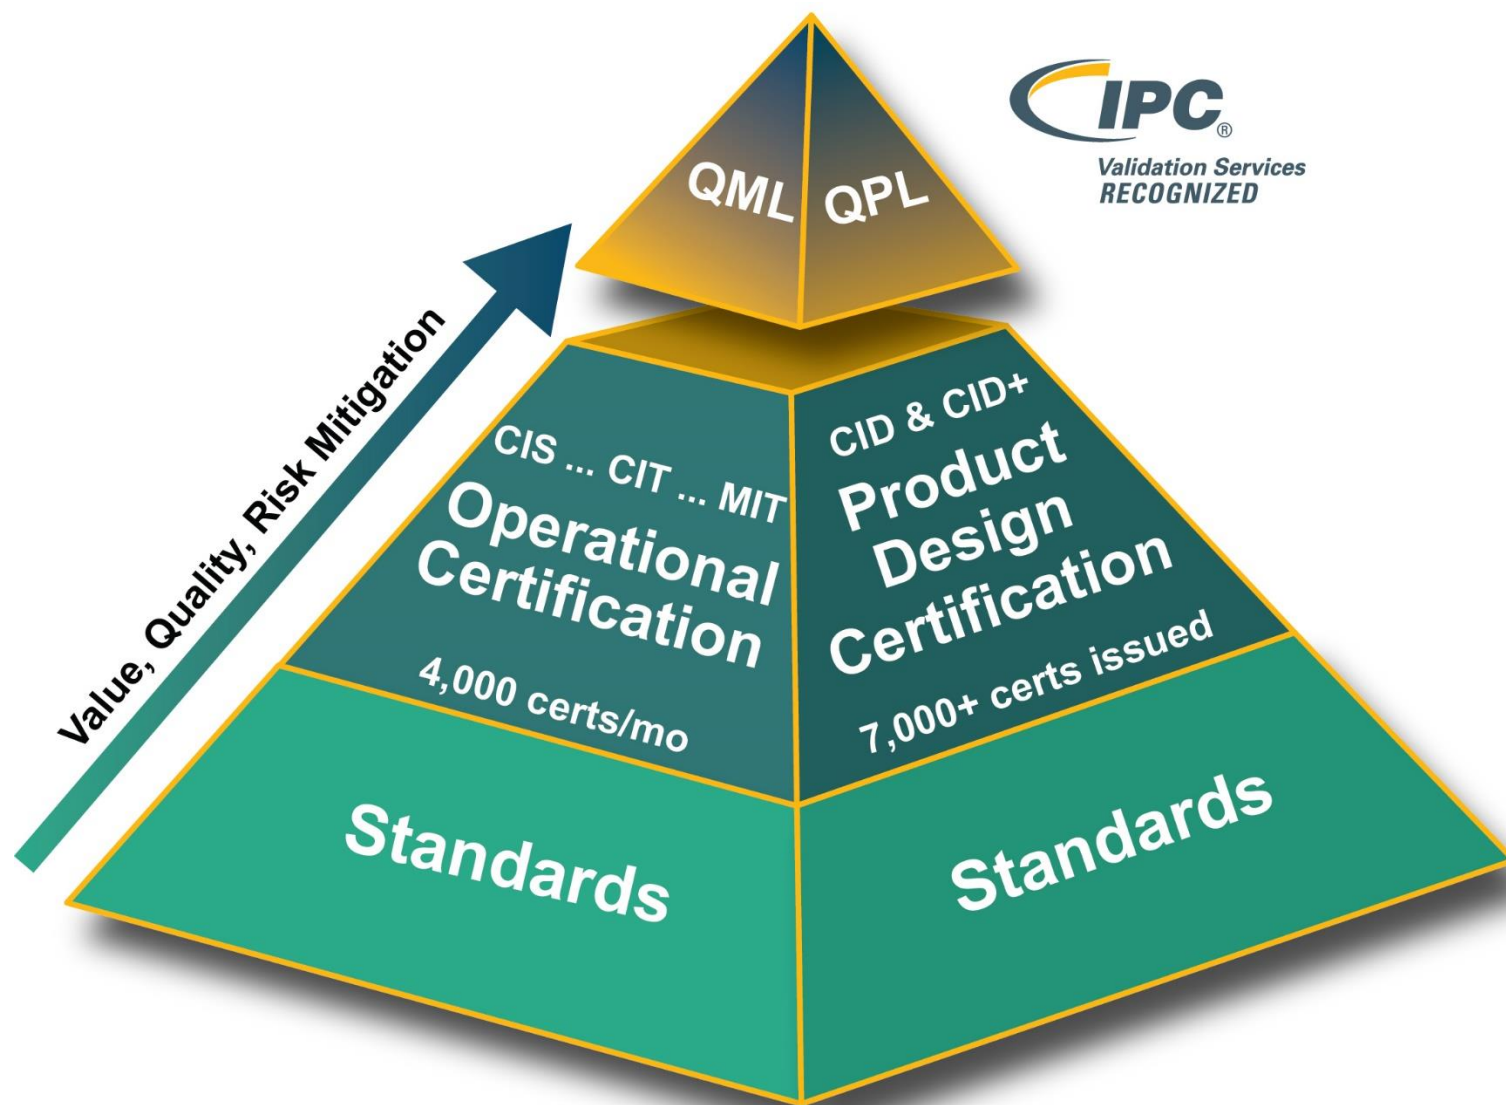 IPC®
Validation Services
RECOGNIZED
QML
QPL
Value, Quality, Risk Mitigation
CIS ... CIT ... MIT
Operational
Certification
4,000 certs/mo
CID & CID+
Product
Design
Certification
7,000+ certs issued
Standards
Standards